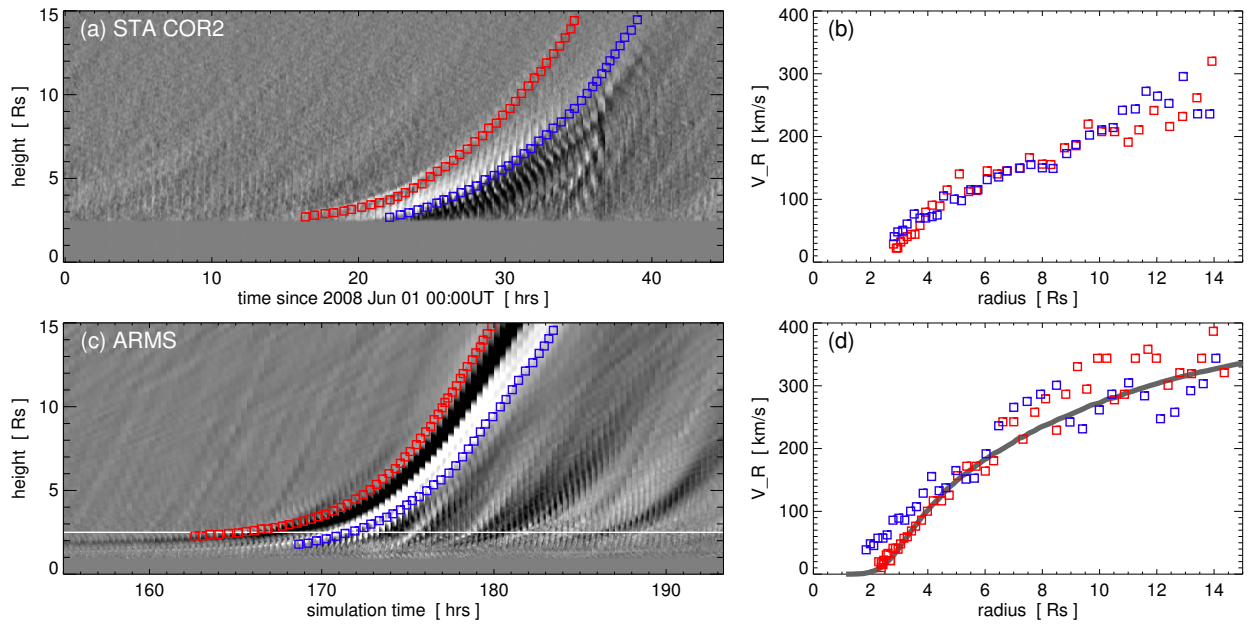 (a) STA COR2
15
10
5
0
height [ Rs]
0 10 20 30 40
time since 2008 Jun 01 00:00UT [ hrs ]
(b)
400
300
200
100
0
V_R [km/s]
0 2 4 6 8 10 12 14
radius [ Rs ]
(c) ARMS
15
10
5
0
height [ Rs]
160 170 180 190
simulation time [ hrs ]
(d)
400
300
200
100
0
V_R [km/s]
0 2 4 6 8 10 12 14
radius [ Rs ]